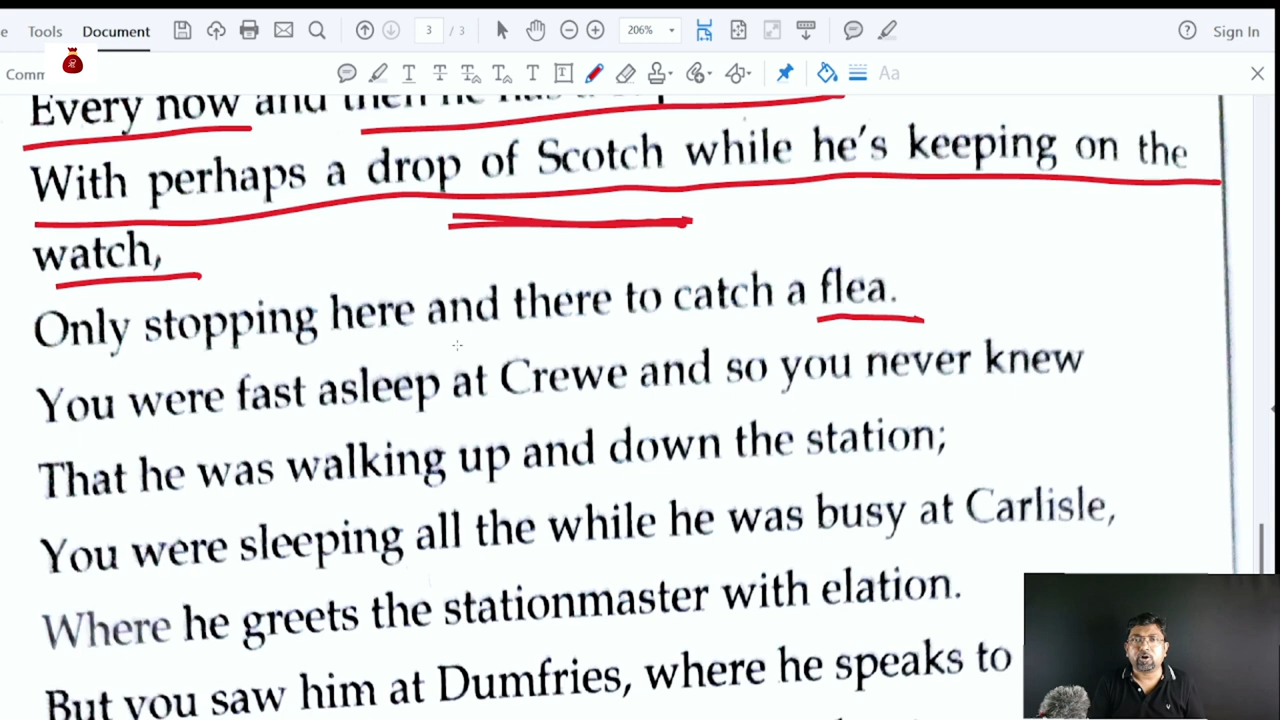 Tools Document 3 / 3 206% Sign In
Every now and then he has a
With perhaps a drop of Scotch while he's keeping on the
watch,
Only stopping here and there to catch a flea.
You were fast asleep at Crewe and so you never knew
That he was walking up and down the station;
You were sleeping all the while he was busy at Carlisle,
Where he greets the stationmaster with elation.
But you saw him at Dumfries, where he speaks to